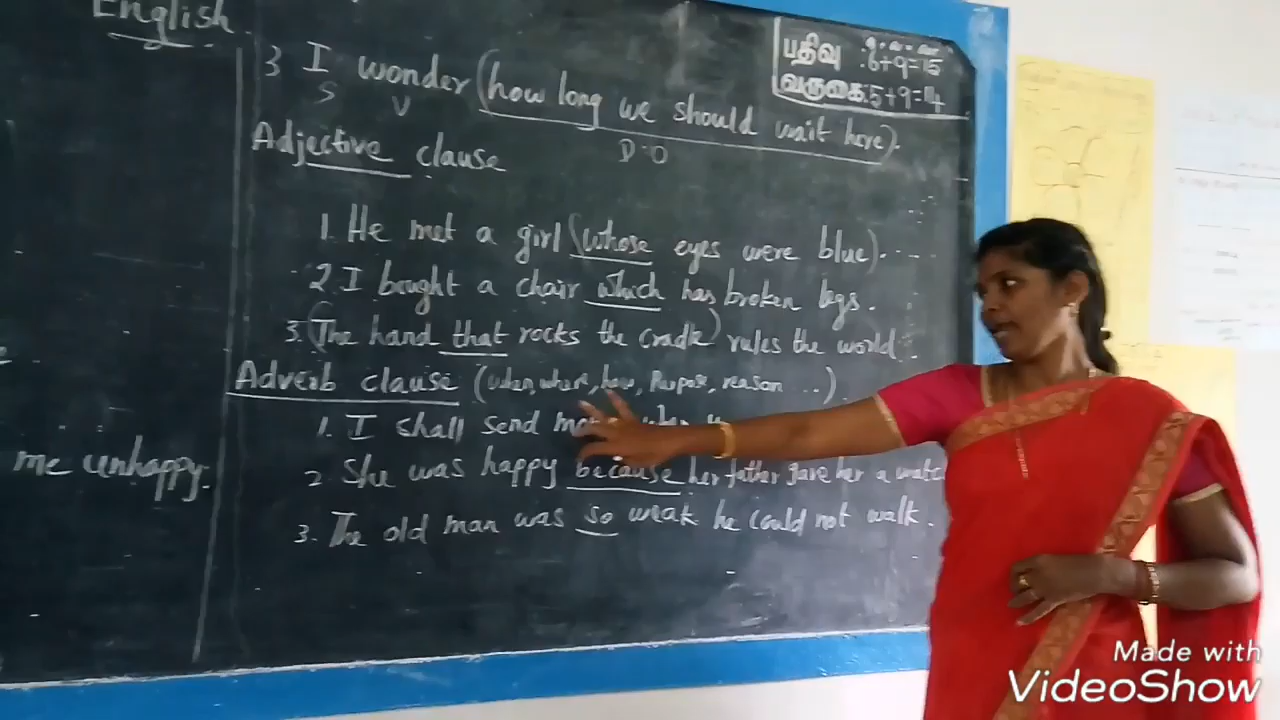 English.
பதிவு :6+9=15
வருகை:5+9=14
3 I wonder (how long we should wait here).
S V D.O
Adjective clause
1. He met a girl (whose eyes were blue).
2. I bought a chair which has broken legs.
3. (The hand that rocks the cradle) rules the world.
Adverb clause (when, where, how, Purpose, reason ...)
1. I shall send when
me unhappy.
2 She was happy because her father gave her a watch
3. The old man was so weak he could not walk.
Made with
VideoShow